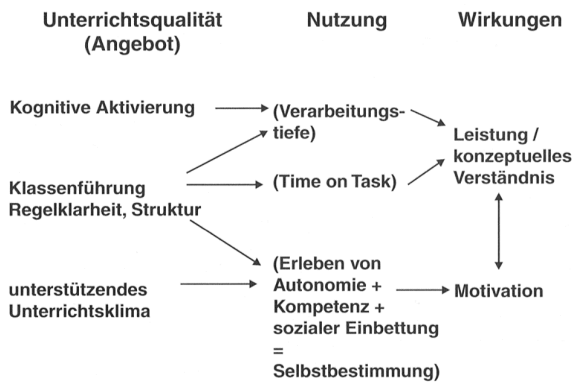 Unterrichtsqualität
(Angebot)
Nutzung
Wirkungen
Kognitive Aktivierung
(Verarbeitungs-
tiefe)
Leistung /
konzeptuelles
Verständnis
Klassenführung
Regelklarheit, Struktur
(Time on Task)
unterstützendes
Unterrichtsklima
(Erleben von
Autonomie +
Kompetenz +
sozialer Einbettung
=
Selbstbestimmung)
Motivation